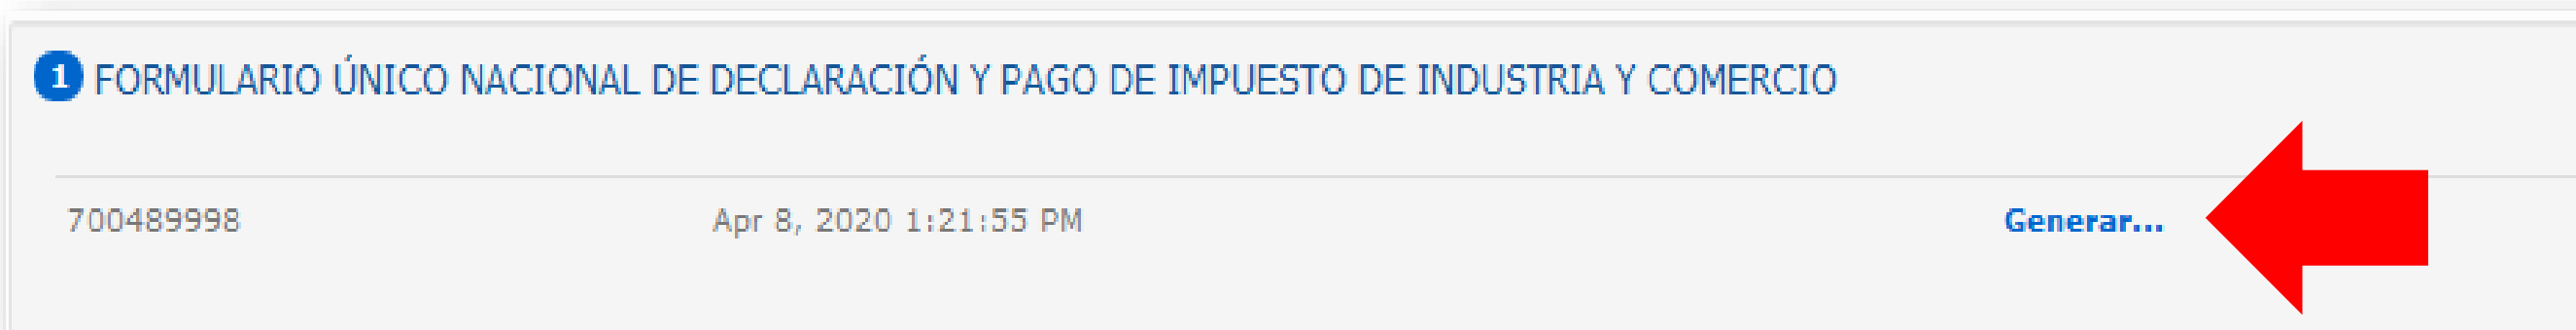 1 FORMULARIO ÚNICO NACIONAL DE DECLARACIÓN Y PAGO DE IMPUESTO DE INDUSTRIA Y COMERCIO
700489998 Apr 8, 2020 1:21:55 PM Generar...